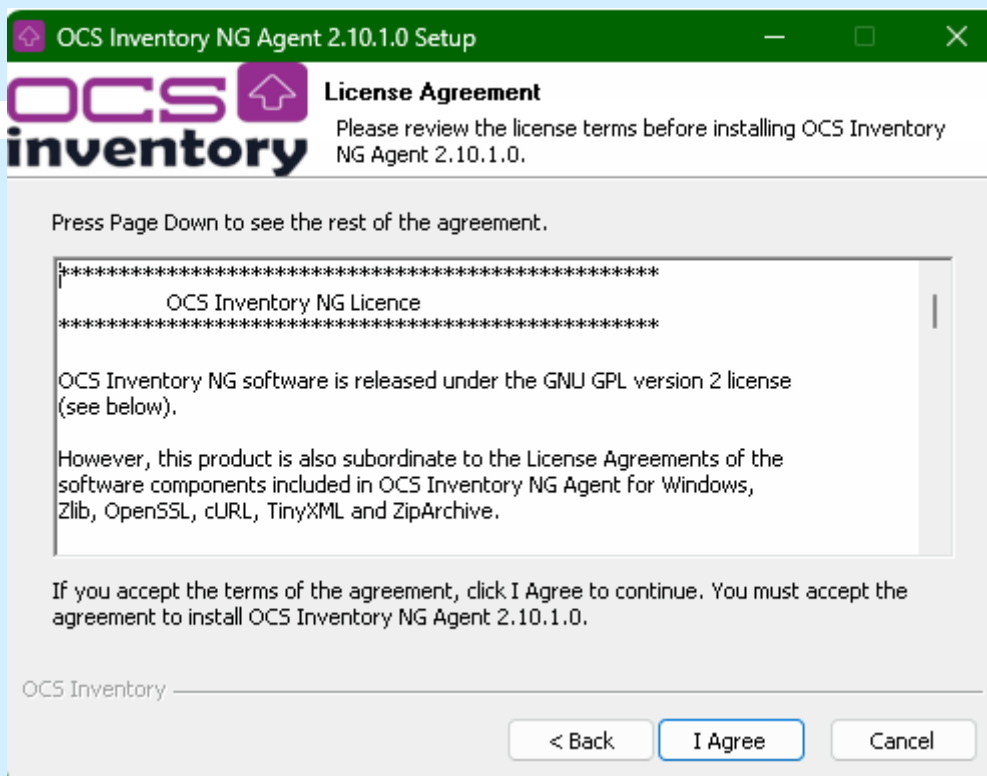 OCS Inventory NG Agent 2.10.1.0 Setup
OCS
inventory
License Agreement
Please review the license terms before installing OCS Inventory
NG Agent 2.10.1.0.
Press Page Down to see the rest of the agreement.
**************************************************
OCS Inventory NG Licence
**************************************************
OCS Inventory NG software is released under the GNU GPL version 2 license
(see below).
However, this product is also subordinate to the License Agreements of the
software components included in OCS Inventory NG Agent for Windows,
Zlib, OpenSSL, cURL, TinyXML and ZipArchive.
If you accept the terms of the agreement, click I Agree to continue. You must accept the
agreement to install OCS Inventory NG Agent 2.10.1.0.
OCS Inventory
< Back
I Agree
Cancel